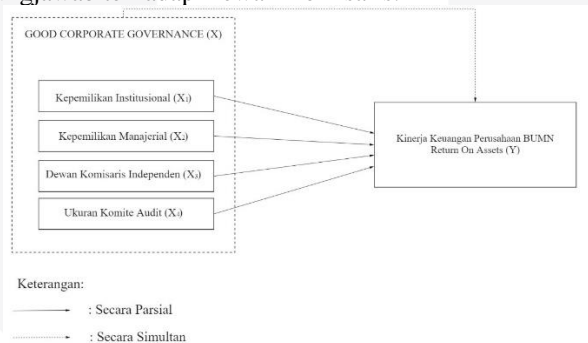 GOOD CORPORATE GOVERNANCE (X)
Kepemilikan Institusional (X₁)
Kepemilikan Manajerial (X₂)
Dewan Komisaris Independen (X₃)
Ukuran Komite Audit (X₄)
Kinerja Keuangan Perusahaan BUMN
Return On Assets (Y)
Keterangan:
: Secara Parsial
: Secara Simultan